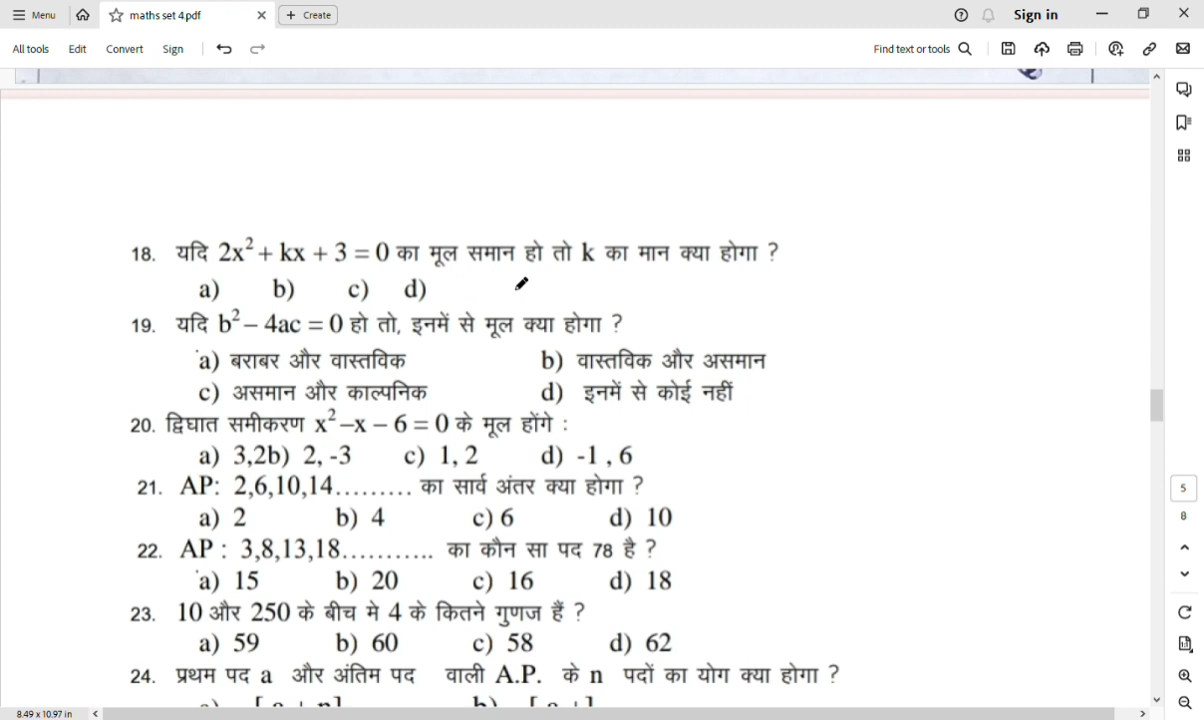 Menu
maths set 4.pdf
Create
Sign in
All tools Edit Convert Sign
Find text or tools
18. यदि 2x² + kx + 3 = 0 का मूल समान हो तो k का मान क्या होगा ?
a) b) c) d)
19. यदि b² – 4ac = 0 हो तो, इनमें से मूल क्या होगा ?
a) बराबर और वास्तविक b) वास्तविक और असमान
c) असमान और काल्पनिक d) इनमें से कोई नहीं
20. द्विघात समीकरण x² –x – 6 = 0 के मूल होंगे :
a) 3,2b) 2, -3 c) 1, 2 d) -1 , 6
21. AP: 2,6,10,14......... का सार्व अंतर क्या होगा ?
a) 2 b) 4 c) 6 d) 10
22. AP : 3,8,13,18........... का कौन सा पद 78 है ?
a) 15 b) 20 c) 16 d) 18
23. 10 और 250 के बीच मे 4 के कितने गुणज हैं ?
a) 59 b) 60 c) 58 d) 62
24. प्रथम पद a और अंतिम पद वाली A.P. के n पदों का योग क्या होगा ?
5
8
8.49 x 10.97 in